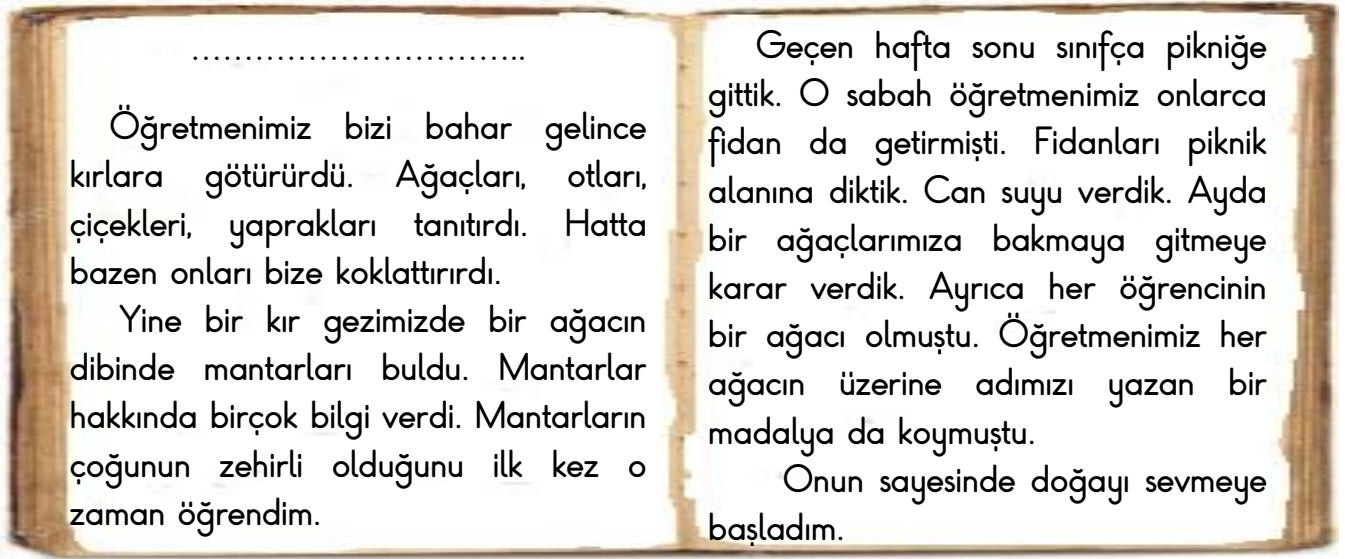 ……………………………..
Öğretmenimiz bizi bahar gelince
kırlara götürürdü. Ağaçları, otları,
çiçekleri, yaprakları tanıtırdı. Hatta
bazen onları bize koklattırırdı.
Yine bir kır gezimizde bir ağacın
dibinde mantarları buldu. Mantarlar
hakkında birçok bilgi verdi. Mantarların
çoğunun zehirli olduğunu ilk kez o
zaman öğrendim.
Geçen hafta sonu sınıfça pikniğe
gittik. O sabah öğretmenimiz onlarca
fidan da getirmişti. Fidanları piknik
alanına diktik. Can suyu verdik. Ayda
bir ağaçlarımıza bakmaya gitmeye
karar verdik. Ayrıca her öğrencinin
bir ağacı olmuştu. Öğretmenimiz her
ağacın üzerine adımızı yazan bir
madalya da koymuştu.
Onun sayesinde doğayı sevmeye
başladım.